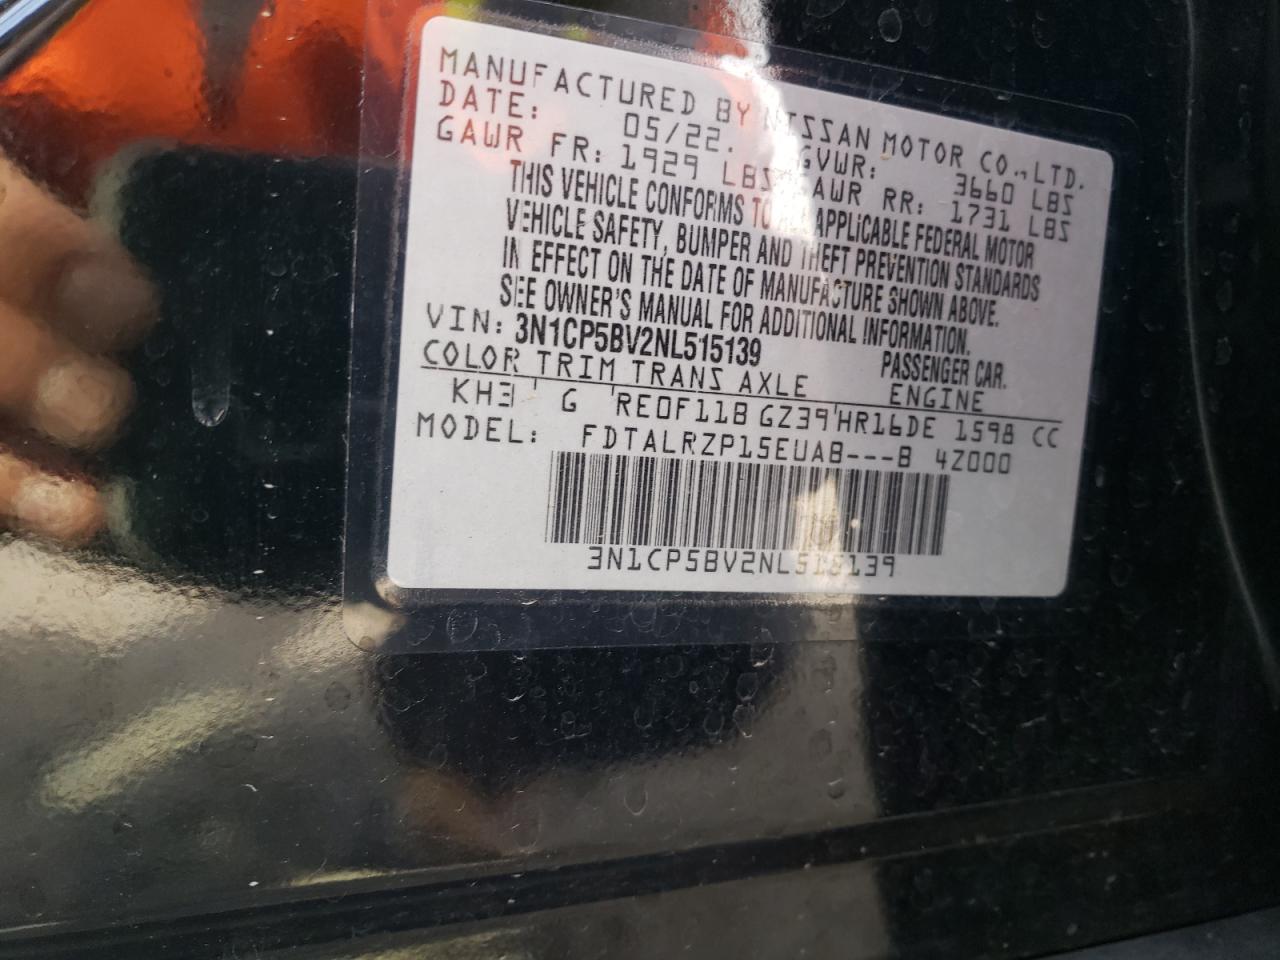 MANUFACTURED BY NISSAN MOTOR CO.,LTD.
DATE: 05/22. GVWR: 3660 LBS
GAWR FR: 1929 LBS GAWR RR: 1731 LBS
THIS VEHICLE CONFORMS TO ALL APPLICABLE FEDERAL MOTOR
VEHICLE SAFETY, BUMPER AND THEFT PREVENTION STANDARDS
IN EFFECT ON THE DATE OF MANUFACTURE SHOWN ABOVE.
SEE OWNER'S MANUAL FOR ADDITIONAL INFORMATION.
VIN: 3N1CP5BV2NL515139 PASSENGER CAR.
COLOR TRIM TRANS AXLE ENGINE
KH3 G RE0F11B GZ39 HR16DE 1598 CC
MODEL: FDTALRZP15EUAB---B 4Z000
3N1CP5BV2NL515139